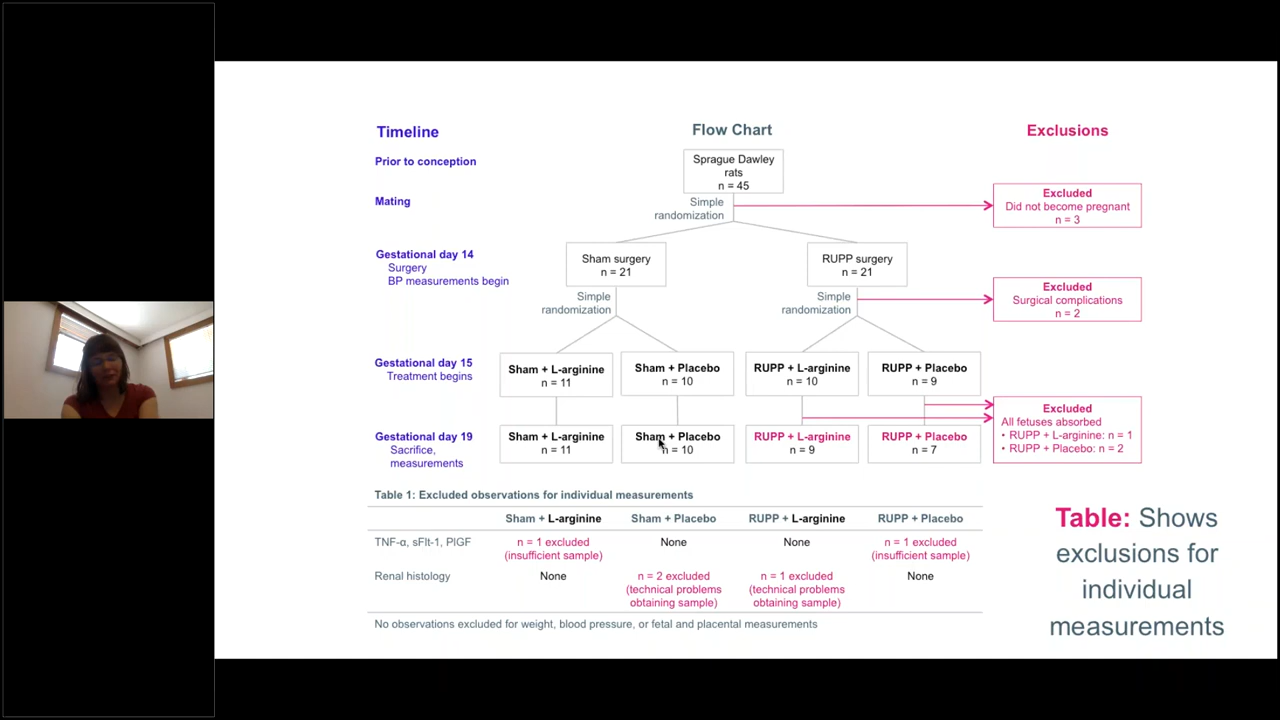 Timeline
Flow Chart
Exclusions
Prior to conception
Sprague Dawley
rats
n = 45
Mating
Simple
randomization
Excluded
Did not become pregnant
n = 3
Gestational day 14
Surgery
BP measurements begin
Sham surgery
n = 21
RUPP surgery
n = 21
Simple
randomization
Simple
randomization
Excluded
Surgical complications
n = 2
Gestational day 15
Treatment begins
Sham + L-arginine
n = 11
Sham + Placebo
n = 10
RUPP + L-arginine
n = 10
RUPP + Placebo
n = 9
Excluded
All fetuses absorbed
• RUPP + L-arginine: n = 1
• RUPP + Placebo: n = 2
Gestational day 19
Sacrifice,
measurements
Sham + L-arginine
n = 11
Sham + Placebo
n = 10
RUPP + L-arginine
n = 9
RUPP + Placebo
n = 7
Table 1: Excluded observations for individual measurements
Sham + L-arginine Sham + Placebo RUPP + L-arginine RUPP + Placebo
TNF-α, sFlt-1, PlGF
n = 1 excluded
(insufficient sample)
None
None
n = 1 excluded
(insufficient sample)
Renal histology
None
n = 2 excluded
(technical problems
obtaining sample)
n = 1 excluded
(technical problems
obtaining sample)
None
No observations excluded for weight, blood pressure, or fetal and placental measurements
Table: Shows
exclusions for
individual
measurements